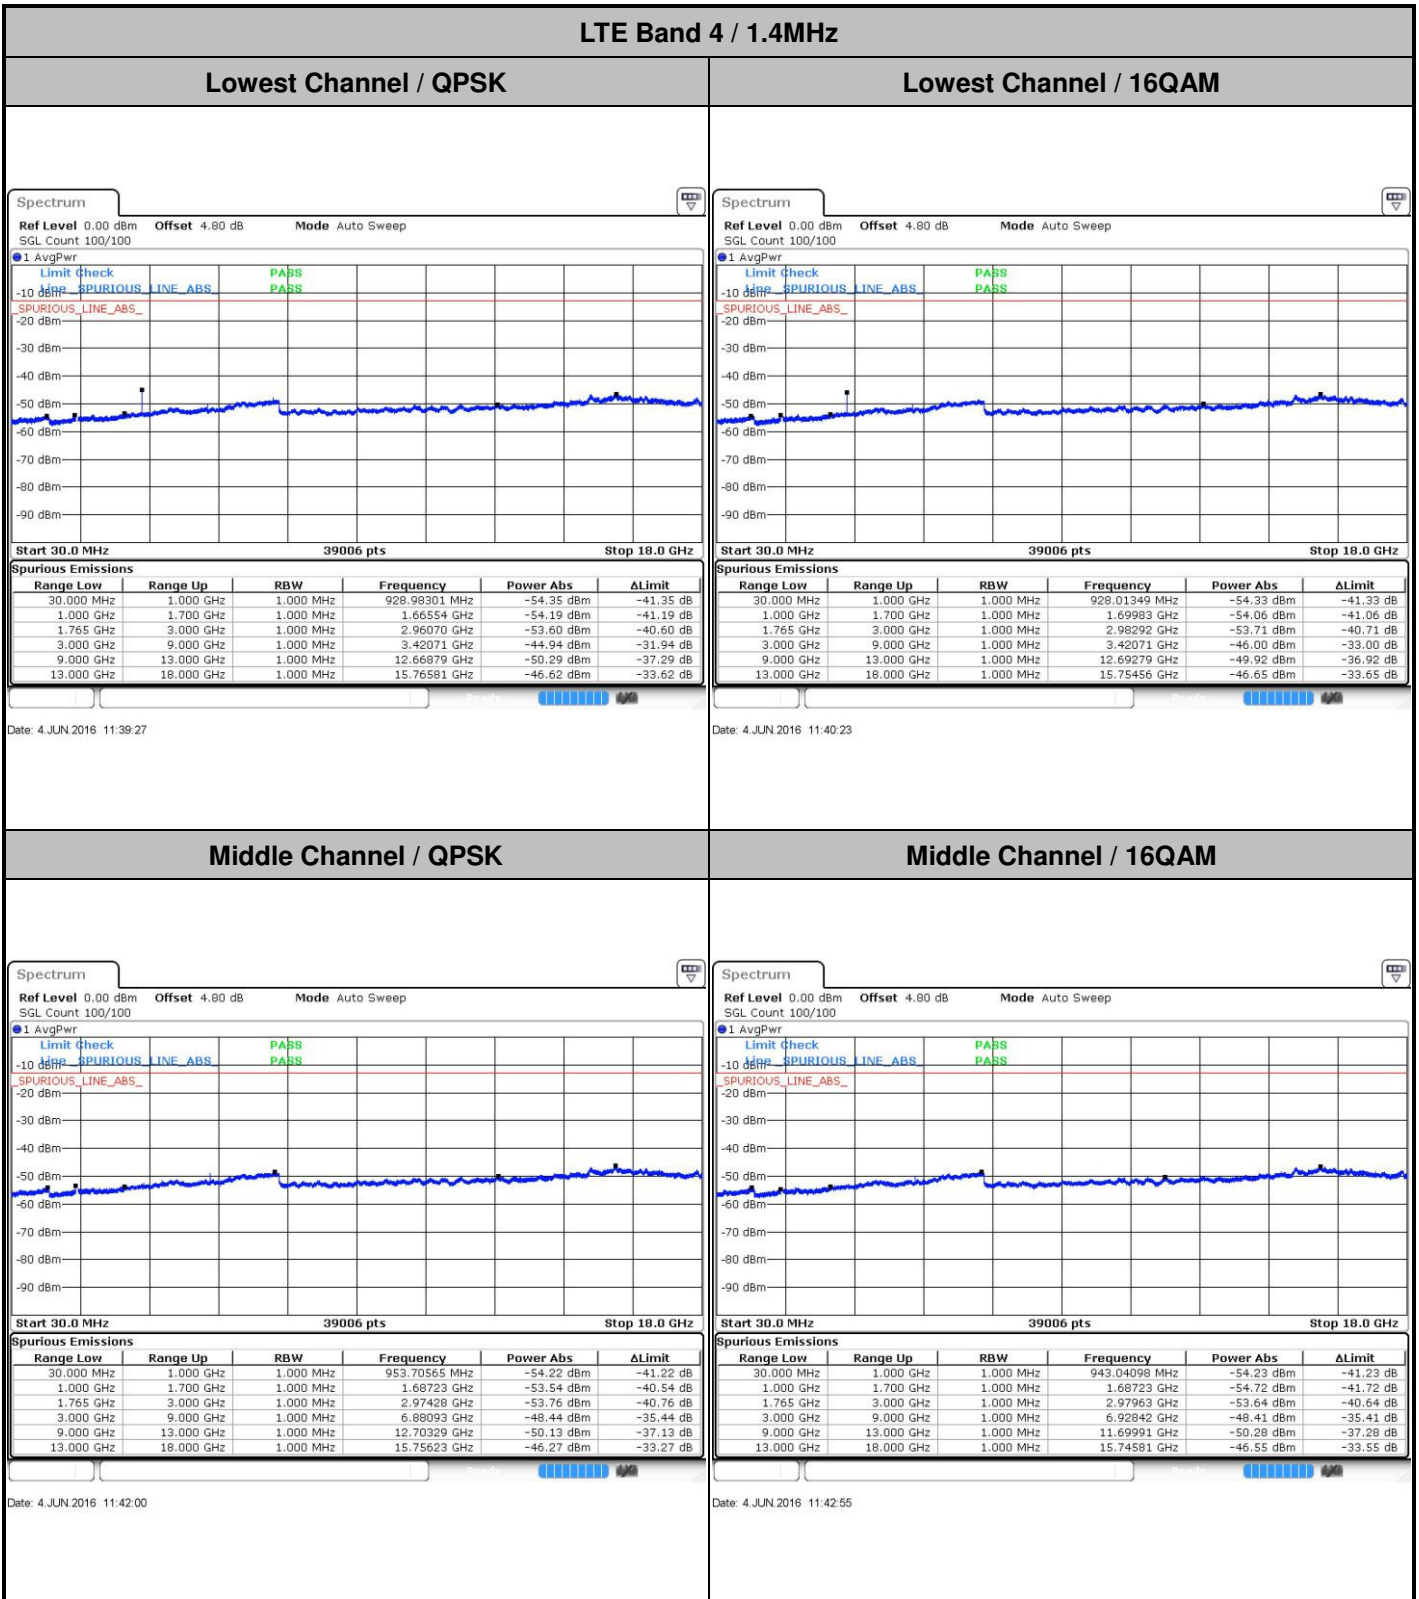 LTE Band 4 / 1.4MHz
Lowest Channel / QPSK
Lowest Channel / 16QAM
Spectrum
Ref Level 0.00 dBm Offset 4.80 dB Mode Auto Sweep
SGL Count 100/100
1 AvgPwr
Limit Check PASS
-10 dBm Line _SPURIOUS_LINE_ABS_ PASS
_SPURIOUS_LINE_ABS_
-20 dBm
-30 dBm
-40 dBm
-50 dBm
-60 dBm
-70 dBm
-80 dBm
-90 dBm
Start 30.0 MHz 39006 pts Stop 18.0 GHz
Spurious Emissions
Range Low Range Up RBW Frequency Power Abs ΔLimit
30.000 MHz 1.000 GHz 1.000 MHz 928.98301 MHz -54.35 dBm -41.35 dB
1.000 GHz 1.700 GHz 1.000 MHz 1.66554 GHz -54.19 dBm -41.19 dB
1.765 GHz 3.000 GHz 1.000 MHz 2.96070 GHz -53.60 dBm -40.60 dB
3.000 GHz 9.000 GHz 1.000 MHz 3.42071 GHz -44.94 dBm -31.94 dB
9.000 GHz 13.000 GHz 1.000 MHz 12.66879 GHz -50.29 dBm -37.29 dB
13.000 GHz 18.000 GHz 1.000 MHz 15.76581 GHz -46.62 dBm -33.62 dB
Date: 4.JUN.2016 11:39:27
Spectrum
Ref Level 0.00 dBm Offset 4.80 dB Mode Auto Sweep
SGL Count 100/100
1 AvgPwr
Limit Check PASS
-10 dBm Line _SPURIOUS_LINE_ABS_ PASS
_SPURIOUS_LINE_ABS_
-20 dBm
-30 dBm
-40 dBm
-50 dBm
-60 dBm
-70 dBm
-80 dBm
-90 dBm
Start 30.0 MHz 39006 pts Stop 18.0 GHz
Spurious Emissions
Range Low Range Up RBW Frequency Power Abs ΔLimit
30.000 MHz 1.000 GHz 1.000 MHz 928.01349 MHz -54.33 dBm -41.33 dB
1.000 GHz 1.700 GHz 1.000 MHz 1.69983 GHz -54.06 dBm -41.06 dB
1.765 GHz 3.000 GHz 1.000 MHz 2.98292 GHz -53.71 dBm -40.71 dB
3.000 GHz 9.000 GHz 1.000 MHz 3.42071 GHz -46.00 dBm -33.00 dB
9.000 GHz 13.000 GHz 1.000 MHz 12.69279 GHz -49.92 dBm -36.92 dB
13.000 GHz 18.000 GHz 1.000 MHz 15.75456 GHz -46.65 dBm -33.65 dB
Date: 4.JUN.2016 11:40:23
Middle Channel / QPSK
Middle Channel / 16QAM
Spectrum
Ref Level 0.00 dBm Offset 4.80 dB Mode Auto Sweep
SGL Count 100/100
1 AvgPwr
Limit Check PASS
-10 dBm Line _SPURIOUS_LINE_ABS_ PASS
_SPURIOUS_LINE_ABS_
-20 dBm
-30 dBm
-40 dBm
-50 dBm
-60 dBm
-70 dBm
-80 dBm
-90 dBm
Start 30.0 MHz 39006 pts Stop 18.0 GHz
Spurious Emissions
Range Low Range Up RBW Frequency Power Abs ΔLimit
30.000 MHz 1.000 GHz 1.000 MHz 953.70565 MHz -54.22 dBm -41.22 dB
1.000 GHz 1.700 GHz 1.000 MHz 1.68723 GHz -53.54 dBm -40.54 dB
1.765 GHz 3.000 GHz 1.000 MHz 2.97428 GHz -53.76 dBm -40.76 dB
3.000 GHz 9.000 GHz 1.000 MHz 6.88093 GHz -48.44 dBm -35.44 dB
9.000 GHz 13.000 GHz 1.000 MHz 12.70329 GHz -50.13 dBm -37.13 dB
13.000 GHz 18.000 GHz 1.000 MHz 15.75623 GHz -46.27 dBm -33.27 dB
Date: 4.JUN.2016 11:42:00
Spectrum
Ref Level 0.00 dBm Offset 4.80 dB Mode Auto Sweep
SGL Count 100/100
1 AvgPwr
Limit Check PASS
-10 dBm Line _SPURIOUS_LINE_ABS_ PASS
_SPURIOUS_LINE_ABS_
-20 dBm
-30 dBm
-40 dBm
-50 dBm
-60 dBm
-70 dBm
-80 dBm
-90 dBm
Start 30.0 MHz 39006 pts Stop 18.0 GHz
Spurious Emissions
Range Low Range Up RBW Frequency Power Abs ΔLimit
30.000 MHz 1.000 GHz 1.000 MHz 943.04098 MHz -54.23 dBm -41.23 dB
1.000 GHz 1.700 GHz 1.000 MHz 1.68723 GHz -54.72 dBm -41.72 dB
1.765 GHz 3.000 GHz 1.000 MHz 2.97963 GHz -53.64 dBm -40.64 dB
3.000 GHz 9.000 GHz 1.000 MHz 6.92842 GHz -48.41 dBm -35.41 dB
9.000 GHz 13.000 GHz 1.000 MHz 11.69991 GHz -50.28 dBm -37.28 dB
13.000 GHz 18.000 GHz 1.000 MHz 15.74581 GHz -46.55 dBm -33.55 dB
Date: 4.JUN.2016 11:42:55